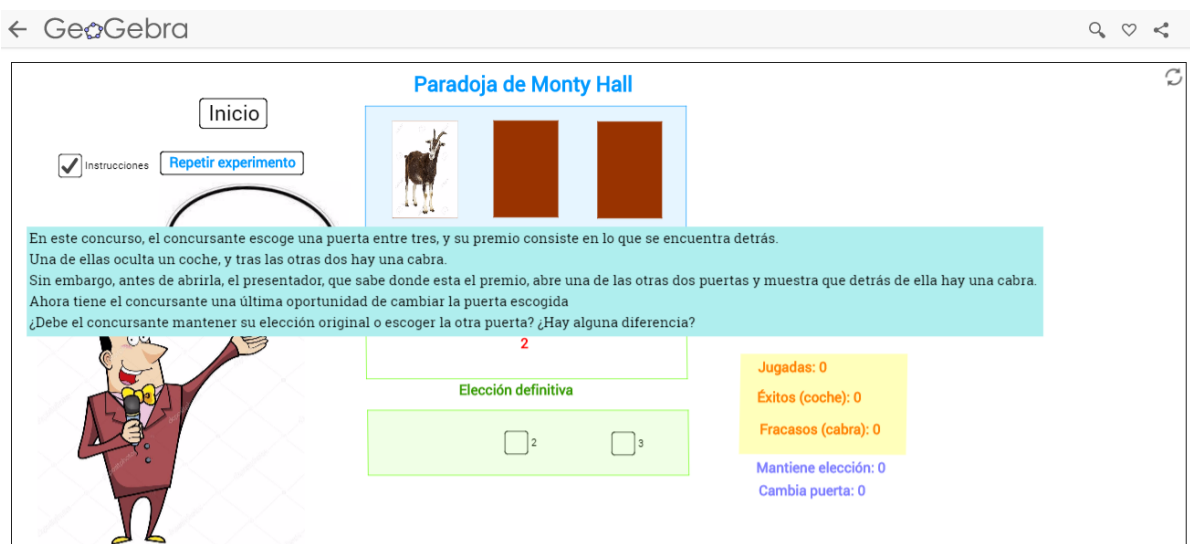 GeoGebra
Paradoja de Monty Hall
Inicio
Instrucciones
Repetir experimento
En este concurso, el concursante escoge una puerta entre tres, y su premio consiste en lo que se encuentra detrás.
Una de ellas oculta un coche, y tras las otras dos hay una cabra.
Sin embargo, antes de abrirla, el presentador, que sabe donde esta el premio, abre una de las otras dos puertas y muestra que detrás de ella hay una cabra.
Ahora tiene el concursante una última oportunidad de cambiar la puerta escogida
¿Debe el concursante mantener su elección original o escoger la otra puerta? ¿Hay alguna diferencia?
2
Elección definitiva
2
3
Jugadas: 0
Éxitos (coche): 0
Fracasos (cabra): 0
Mantiene elección: 0
Cambia puerta: 0